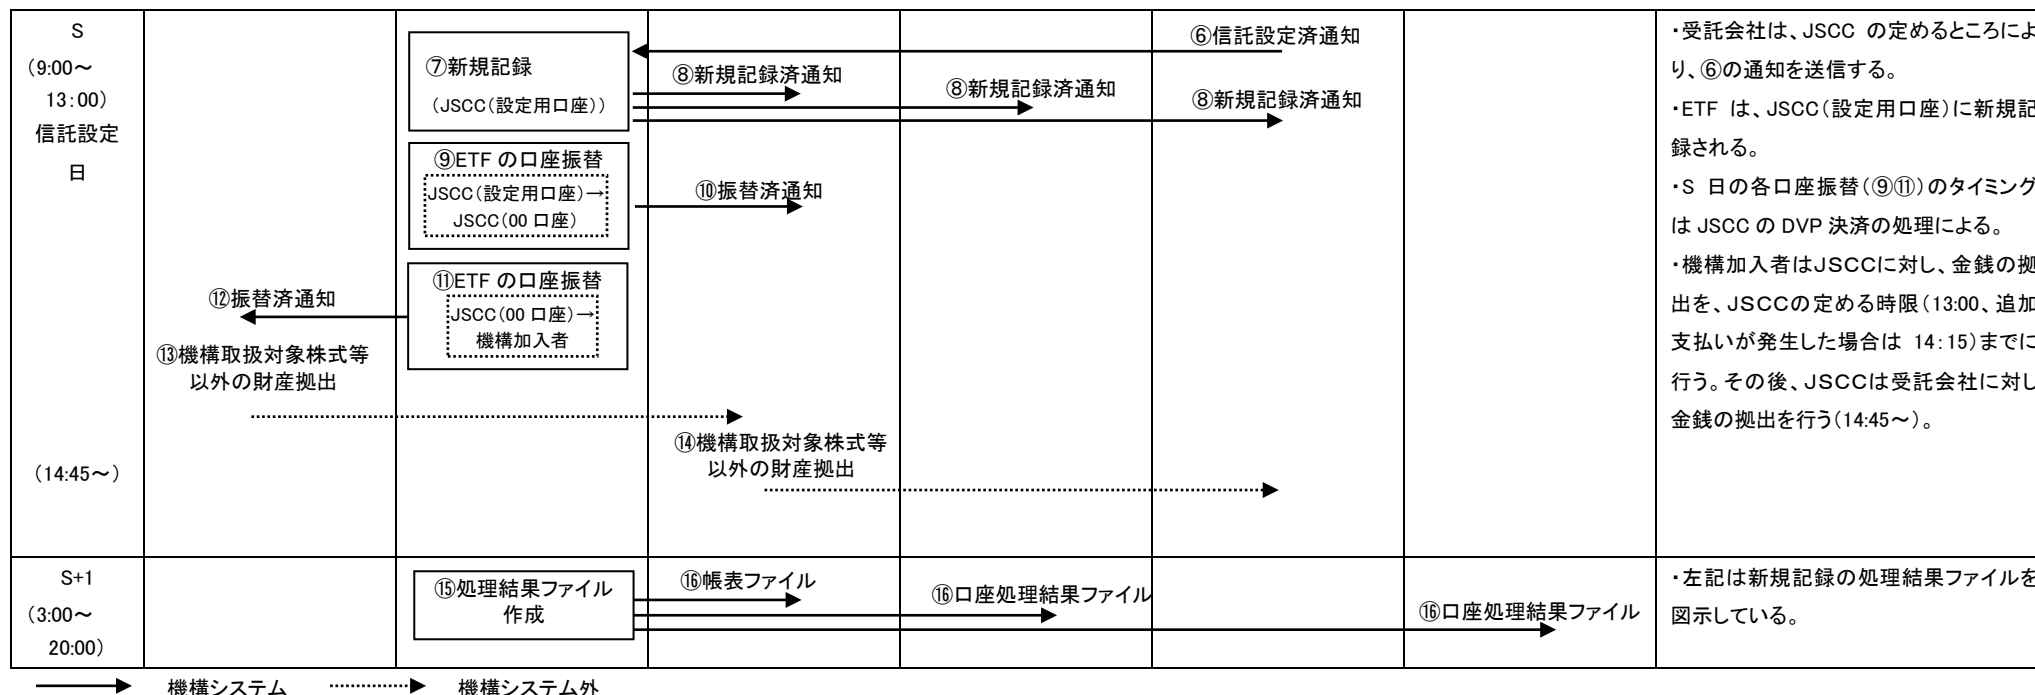 S
（9:00～
13：00）
信託設定
日
（14:45～）
⑫振替済通知
⑬機構取扱対象株式等
以外の財産拠出
⑦新規記録
（JSCC（設定用口座））
⑨ETF の口座振替
JSCC（設定用口座）→
JSCC（00 口座）
⑪ETF の口座振替
JSCC（00 口座）→
機構加入者
⑧新規記録済通知
⑩振替済通知
⑭機構取扱対象株式等
以外の財産拠出
⑧新規記録済通知
⑥信託設定済通知
⑧新規記録済通知
・受託会社は、JSCC の定めるところによ
り、⑥の通知を送信する。
・ETF は、JSCC（設定用口座）に新規記
録される。
・S 日の各口座振替（⑨⑪）のタイミング
は JSCC の DVP 決済の処理による。
・機構加入者はＪＳＣＣに対し、金銭の拠
出を、ＪＳＣＣの定める時限（13:00、追加
支払いが発生した場合は 14：15）までに
行う。その後、ＪＳＣＣは受託会社に対し
金銭の拠出を行う（14:45～）。
S+1
（3:00～
20:00）
⑮処理結果ファイル
作成
⑯帳表ファイル
⑯口座処理結果ファイル
⑯口座処理結果ファイル
・左記は新規記録の処理結果ファイルを
図示している。
機構システム
機構システム外